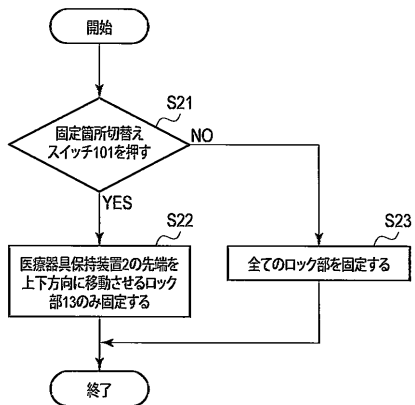 開始
S21
固定箇所切替え
スイッチ101を押す
NO
YES
S22
医療器具保持装置2の先端を
上下方向に移動させるロック
部13のみ固定する
S23
全てのロック部を固定する
終了